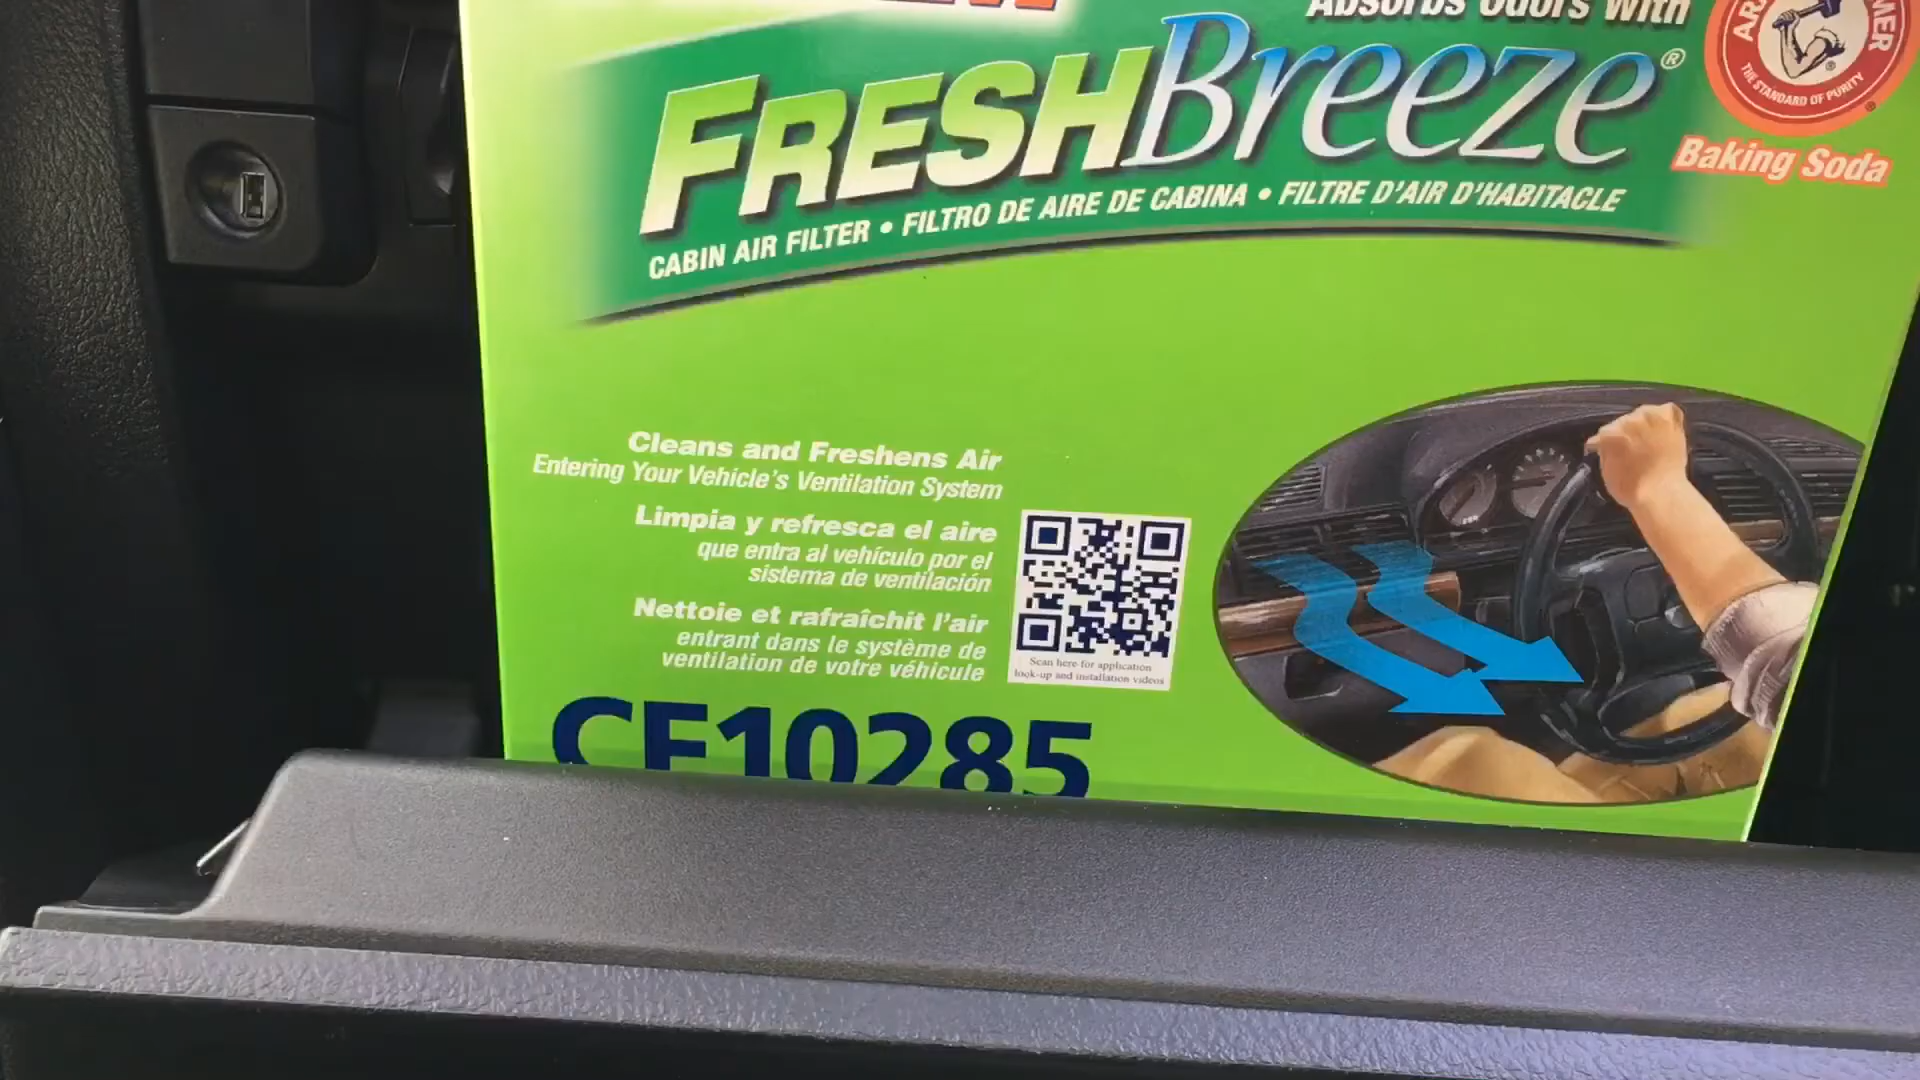 Absorbs Odors With
FRESHBreeze®
CABIN AIR FILTER • FILTRO DE AIRE DE CABINA • FILTRE D'AIR D'HABITACLE
THE STANDARD OF PURITY
Baking Soda
Cleans and Freshens Air
Entering Your Vehicle's Ventilation System
Limpia y refresca el aire
que entra al vehículo por el
sistema de ventilación
Nettoie et rafraîchit l'air
entrant dans le système de
ventilation de votre véhicule
Scan here for application
look-up and installation videos
CF10285